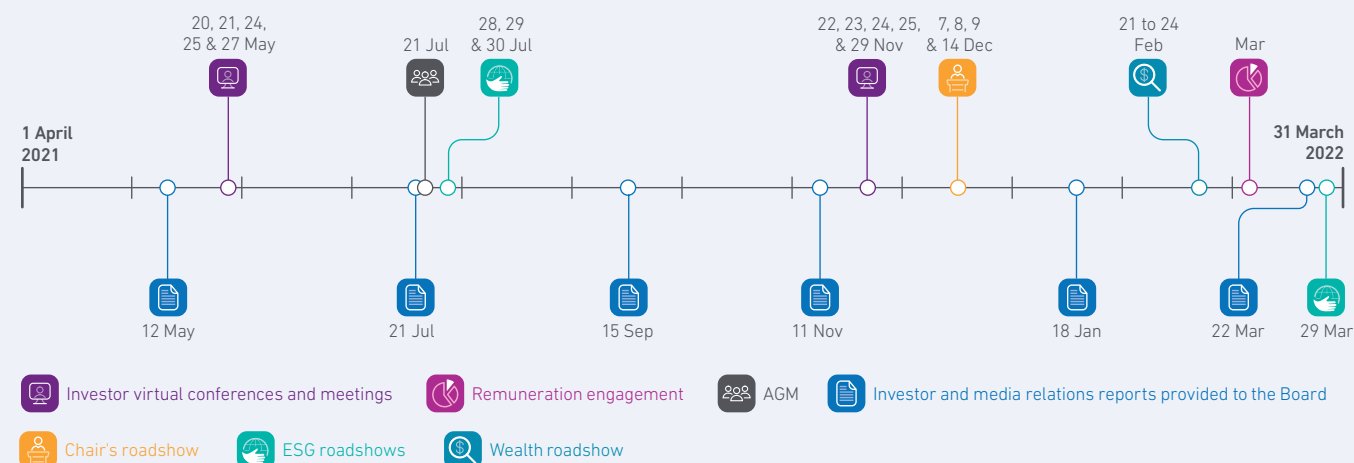 20, 21, 24,
25 & 27 May
21 Jul
28, 29
& 30 Jul
22, 23, 24, 25,
& 29 Nov
7, 8, 9
& 14 Dec
21 to 24
Feb
Mar
1 April
2021
31 March
2022
12 May
21 Jul
15 Sep
11 Nov
18 Jan
22 Mar
29 Mar
Investor virtual conferences and meetings
Remuneration engagement
AGM
Investor and media relations reports provided to the Board
Chair's roadshow
ESG roadshows
Wealth roadshow